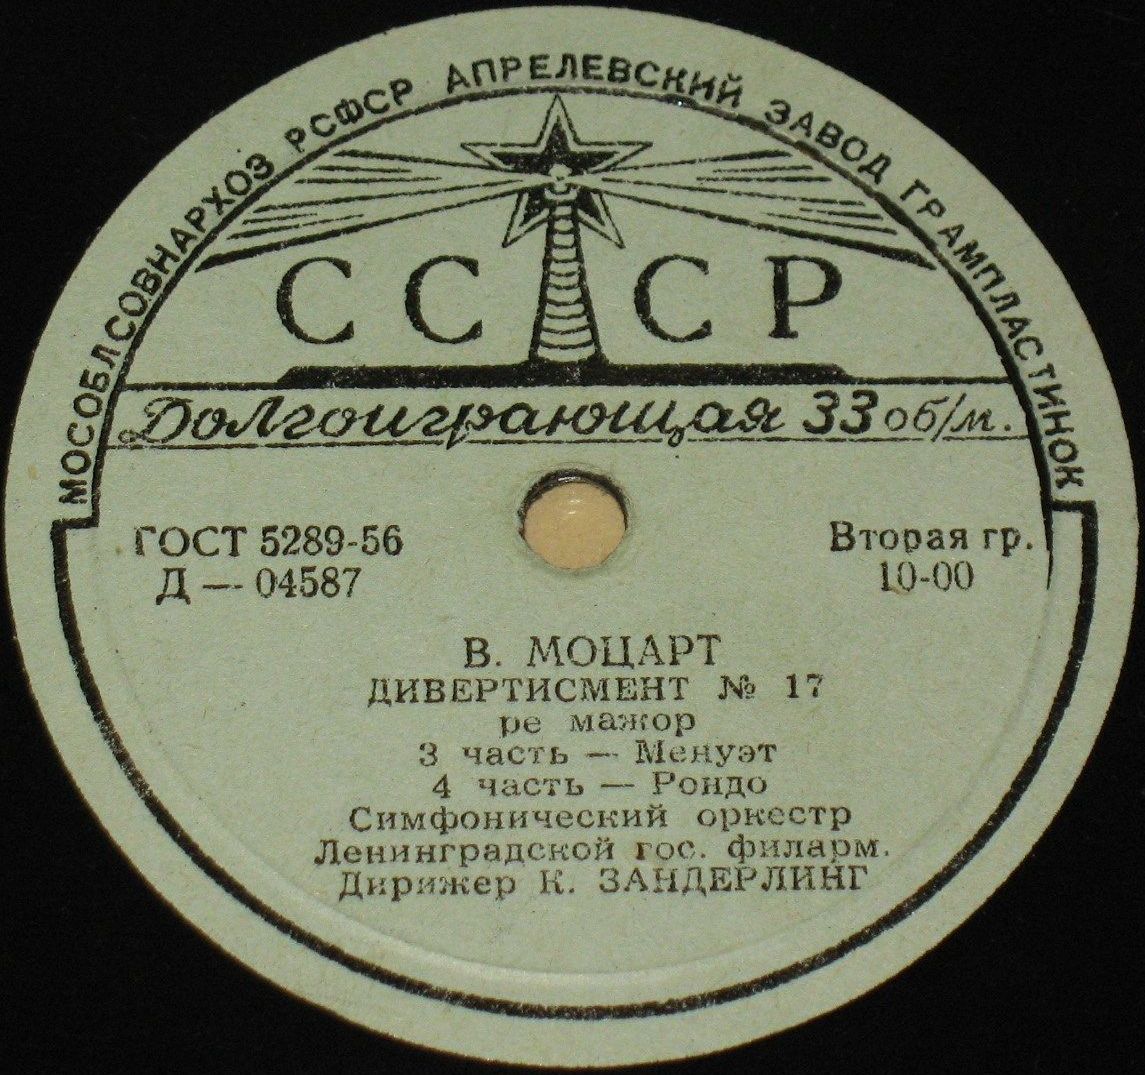 МОСОБЛСОВНАРХОЗ РСФСР АПРЕЛЕВСКИЙ ЗАВОД ГРАМПЛАСТИНОК
СССР
Долгоиграющая 33 об/м.
ГОСТ 5289-56
Д — 04587
Вторая гр.
10-00
В. МОЦАРТ
ДИВЕРТИСМЕНТ № 17
ре мажор
3 часть — Менуэт
4 часть — Рондо
Симфонический оркестр
Ленинградской гос. филарм.
Дирижер К. ЗАНДЕРЛИНГ